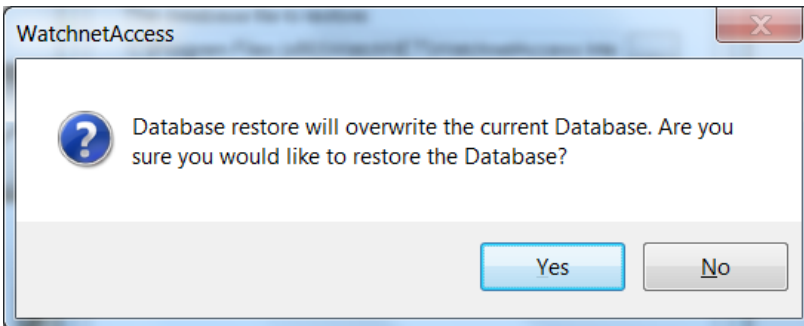 WatchnetAccess
Database restore will overwrite the current Database. Are you
sure you would like to restore the Database?
Yes
No